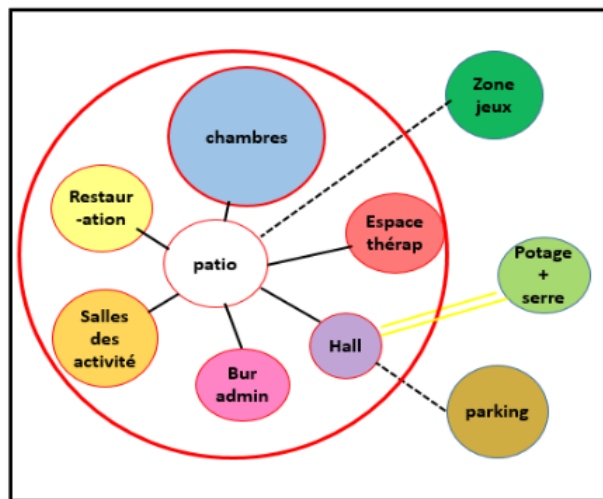 Zone
jeux
chambres
Restaur
-ation
Espace
thérap
patio
Potage
+
serre
Salles
des
activité
Hall
Bur
admin
parking